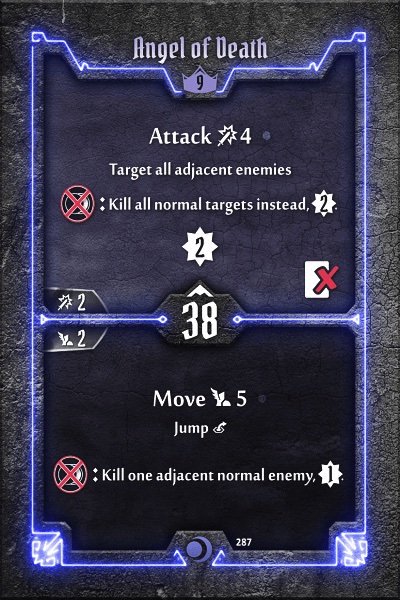 Angel of Death
9
Attack 4
Target all adjacent enemies
: Kill all normal targets instead, 2.
2
2
38
2
Move 5
Jump
: Kill one adjacent normal enemy, 1.
287